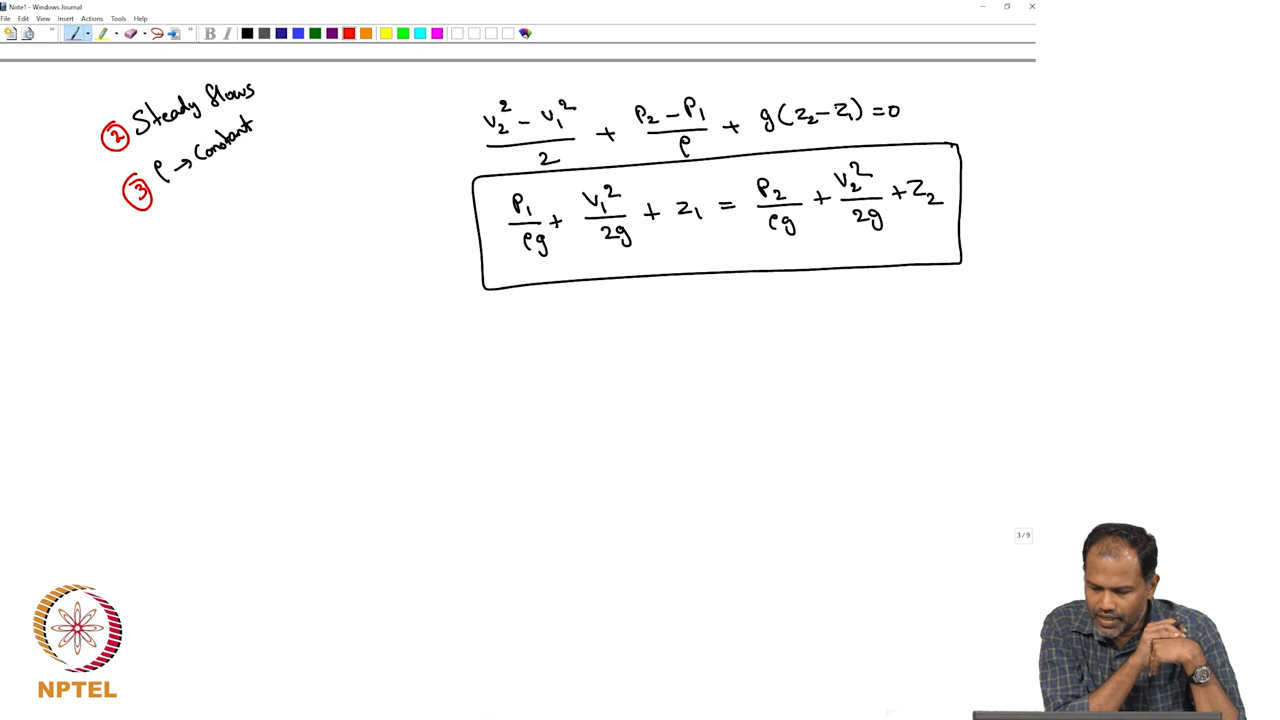 Note1 - Windows Journal
File Edit View Insert Actions Tools Help
B I
② Steady flows
③ ρ → Constant
(v₂² - v₁²)/2 + (P₂ - P₁)/ρ + g(z₂ - z₁) = 0
P₁/ρg + v₁²/2g + z₁ = P₂/ρg + v₂²/2g + z₂
3 / 9
NPTEL